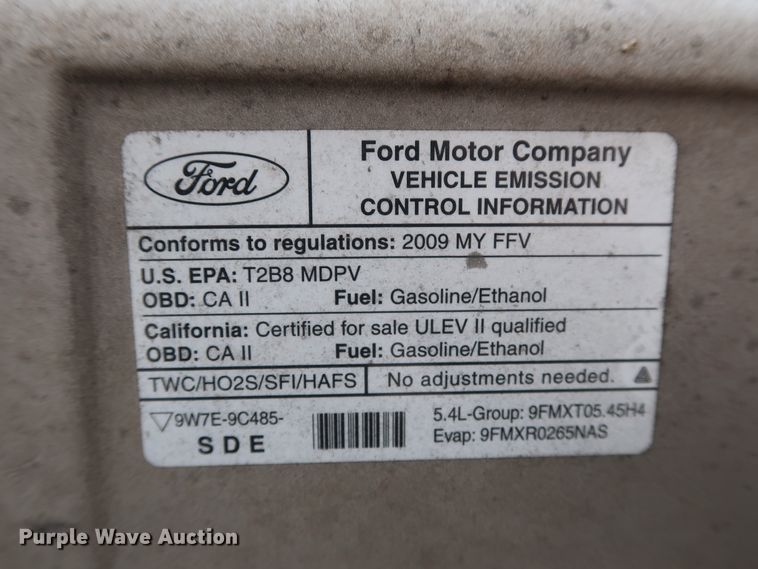 Ford
Ford Motor Company
VEHICLE EMISSION
CONTROL INFORMATION
Conforms to regulations: 2009 MY FFV
U.S. EPA: T2B8 MDPV
OBD: CA II Fuel: Gasoline/Ethanol
California: Certified for sale ULEV II qualified
OBD: CA II Fuel: Gasoline/Ethanol
TWC/HO2S/SFI/HAFS No adjustments needed.
9W7E-9C485-
SDE
5.4L-Group: 9FMXT05.45H4
Evap: 9FMXR0265NAS
Purple Wave Auction